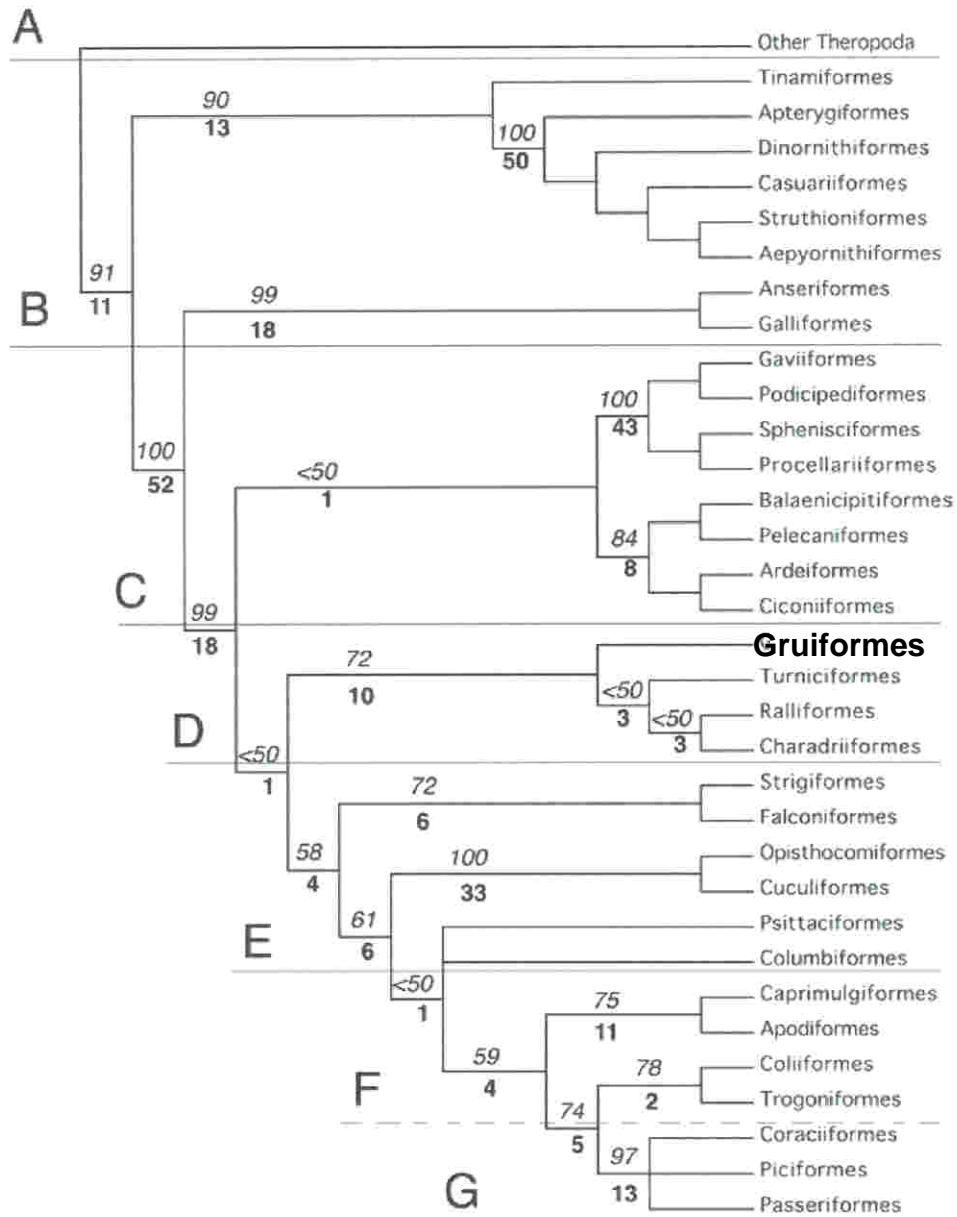 A
Other Theropoda
Tinamiformes
90
13
Apterygiformes
100
50
Dinornithiformes
Casuariiformes
Struthioniformes
Aepyornithiformes
91
11
B
Anseriformes
99
18
Galliformes
Gaviiformes
Podicipediformes
100
43
Sphenisciformes
Procellariiformes
100
52
<50
1
Balaenicipitiformes
Pelecaniformes
84
8
Ardeiformes
Ciconiiformes
C
99
18
Gruiformes
72
10
Turniciformes
<50
3
Ralliformes
<50
3
Charadriiformes
D
<50
1
Strigiformes
72
6
Falconiformes
58
4
Opisthocomiformes
100
33
Cuculiformes
61
6
Psittaciformes
E
Columbiformes
<50
1
Caprimulgiformes
75
11
Apodiformes
59
4
Coliiformes
78
2
Trogoniformes
F
74
5
Coraciiformes
97
13
Piciformes
G
Passeriformes